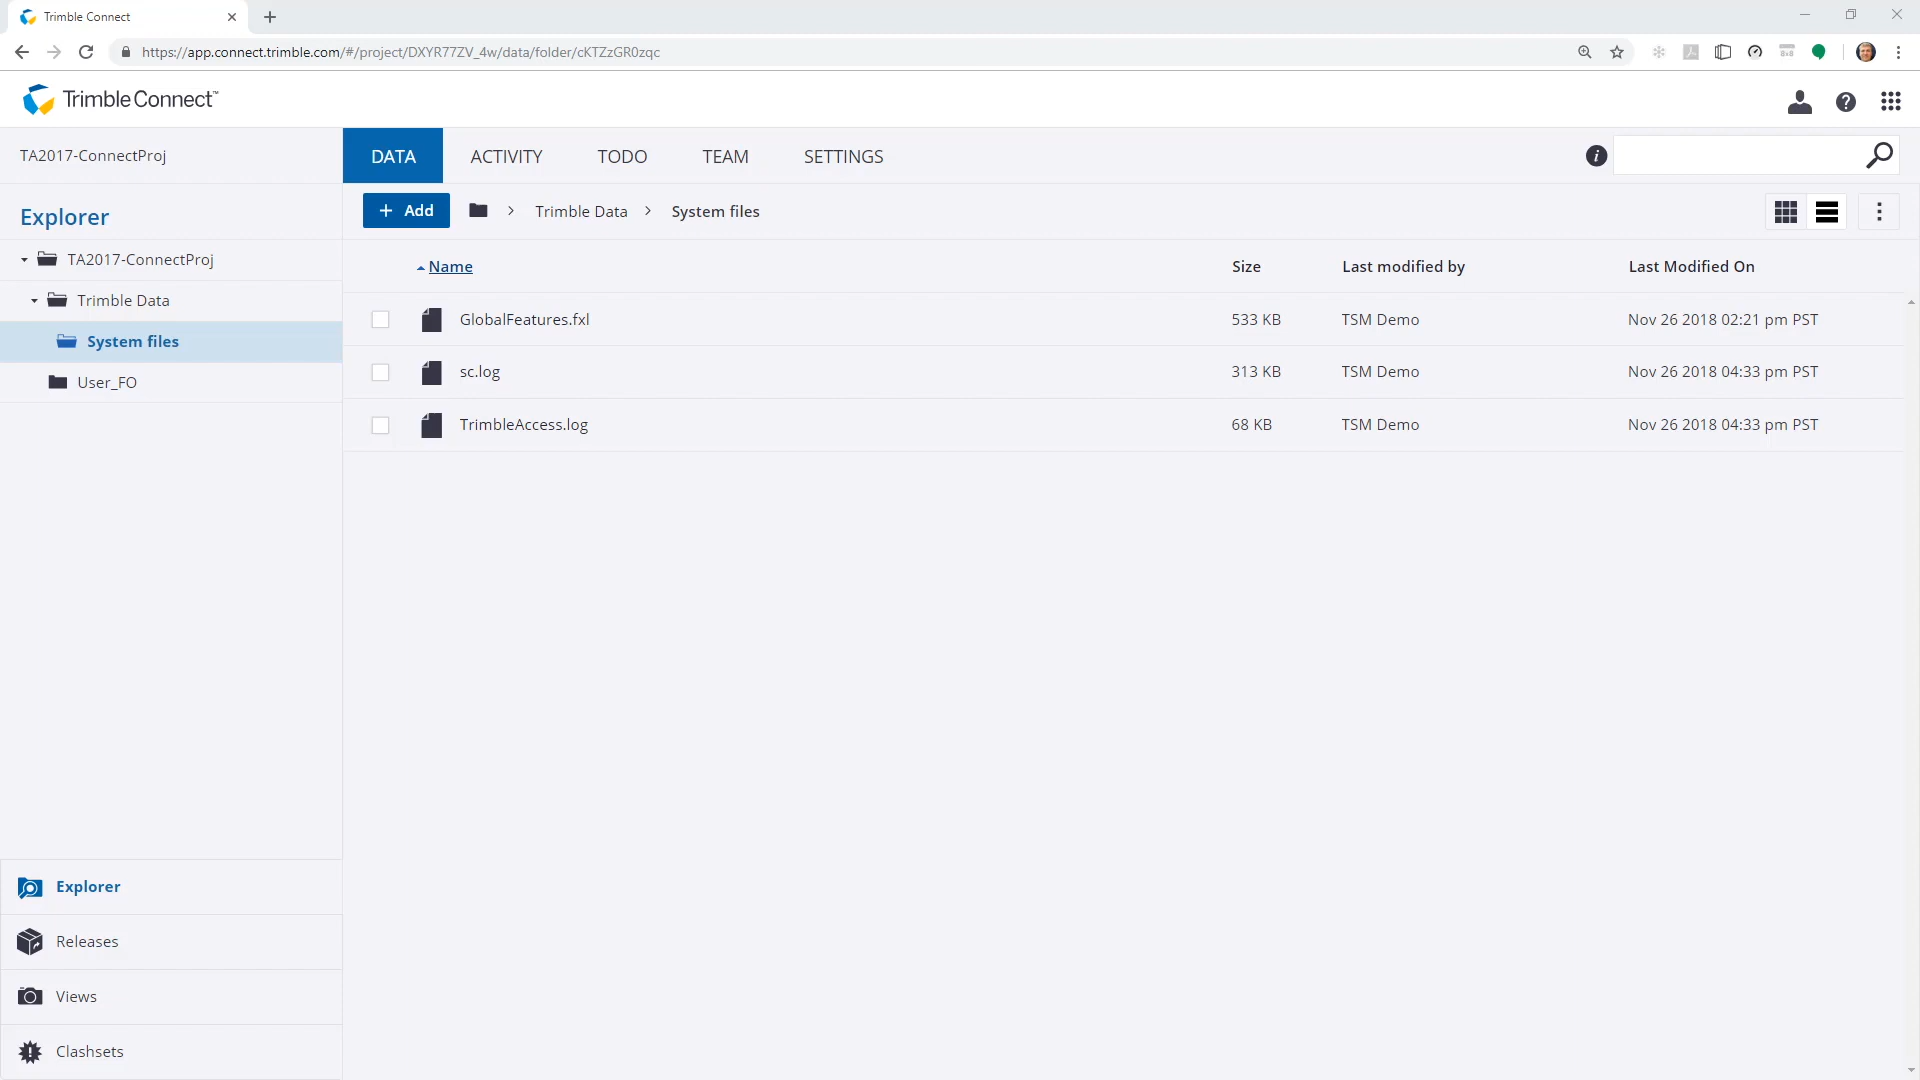 Trimble Connect
https://app.connect.trimble.com/#/project/DXYR77ZV_4w/data/folder/cKTZzGR0zqc
Trimble Connect™
TA2017-ConnectProj
DATA ACTIVITY TODO TEAM SETTINGS
Explorer
+ Add > Trimble Data > System files
TA2017-ConnectProj
Trimble Data
System files
User_FO
Name Size Last modified by Last Modified On
GlobalFeatures.fxl 533 KB TSM Demo Nov 26 2018 02:21 pm PST
sc.log 313 KB TSM Demo Nov 26 2018 04:33 pm PST
TrimbleAccess.log 68 KB TSM Demo Nov 26 2018 04:33 pm PST
Explorer
Releases
Views
Clashsets